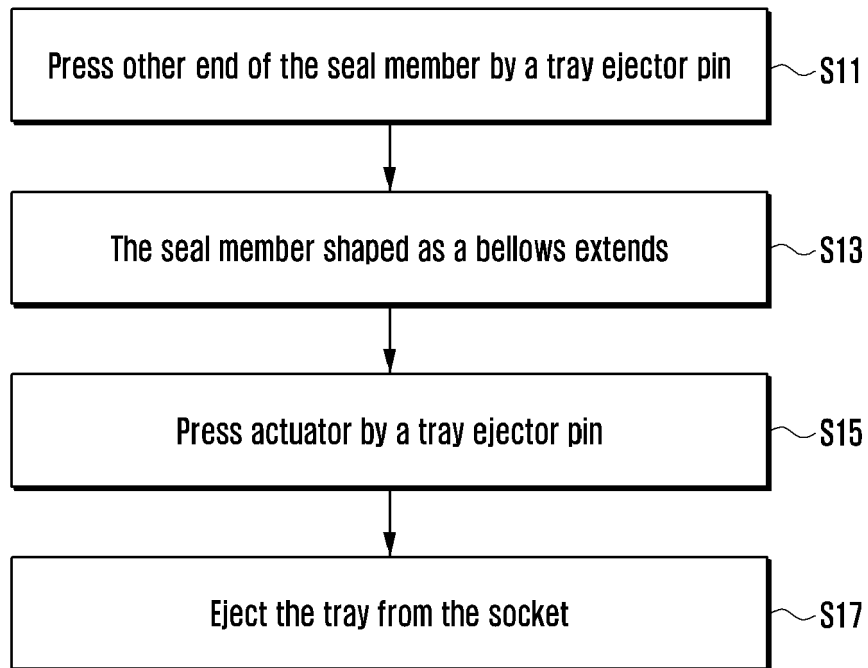 Press other end of the seal member by a tray ejector pin S11
The seal member shaped as a bellows extends S13
Press actuator by a tray ejector pin S15
Eject the tray from the socket S17